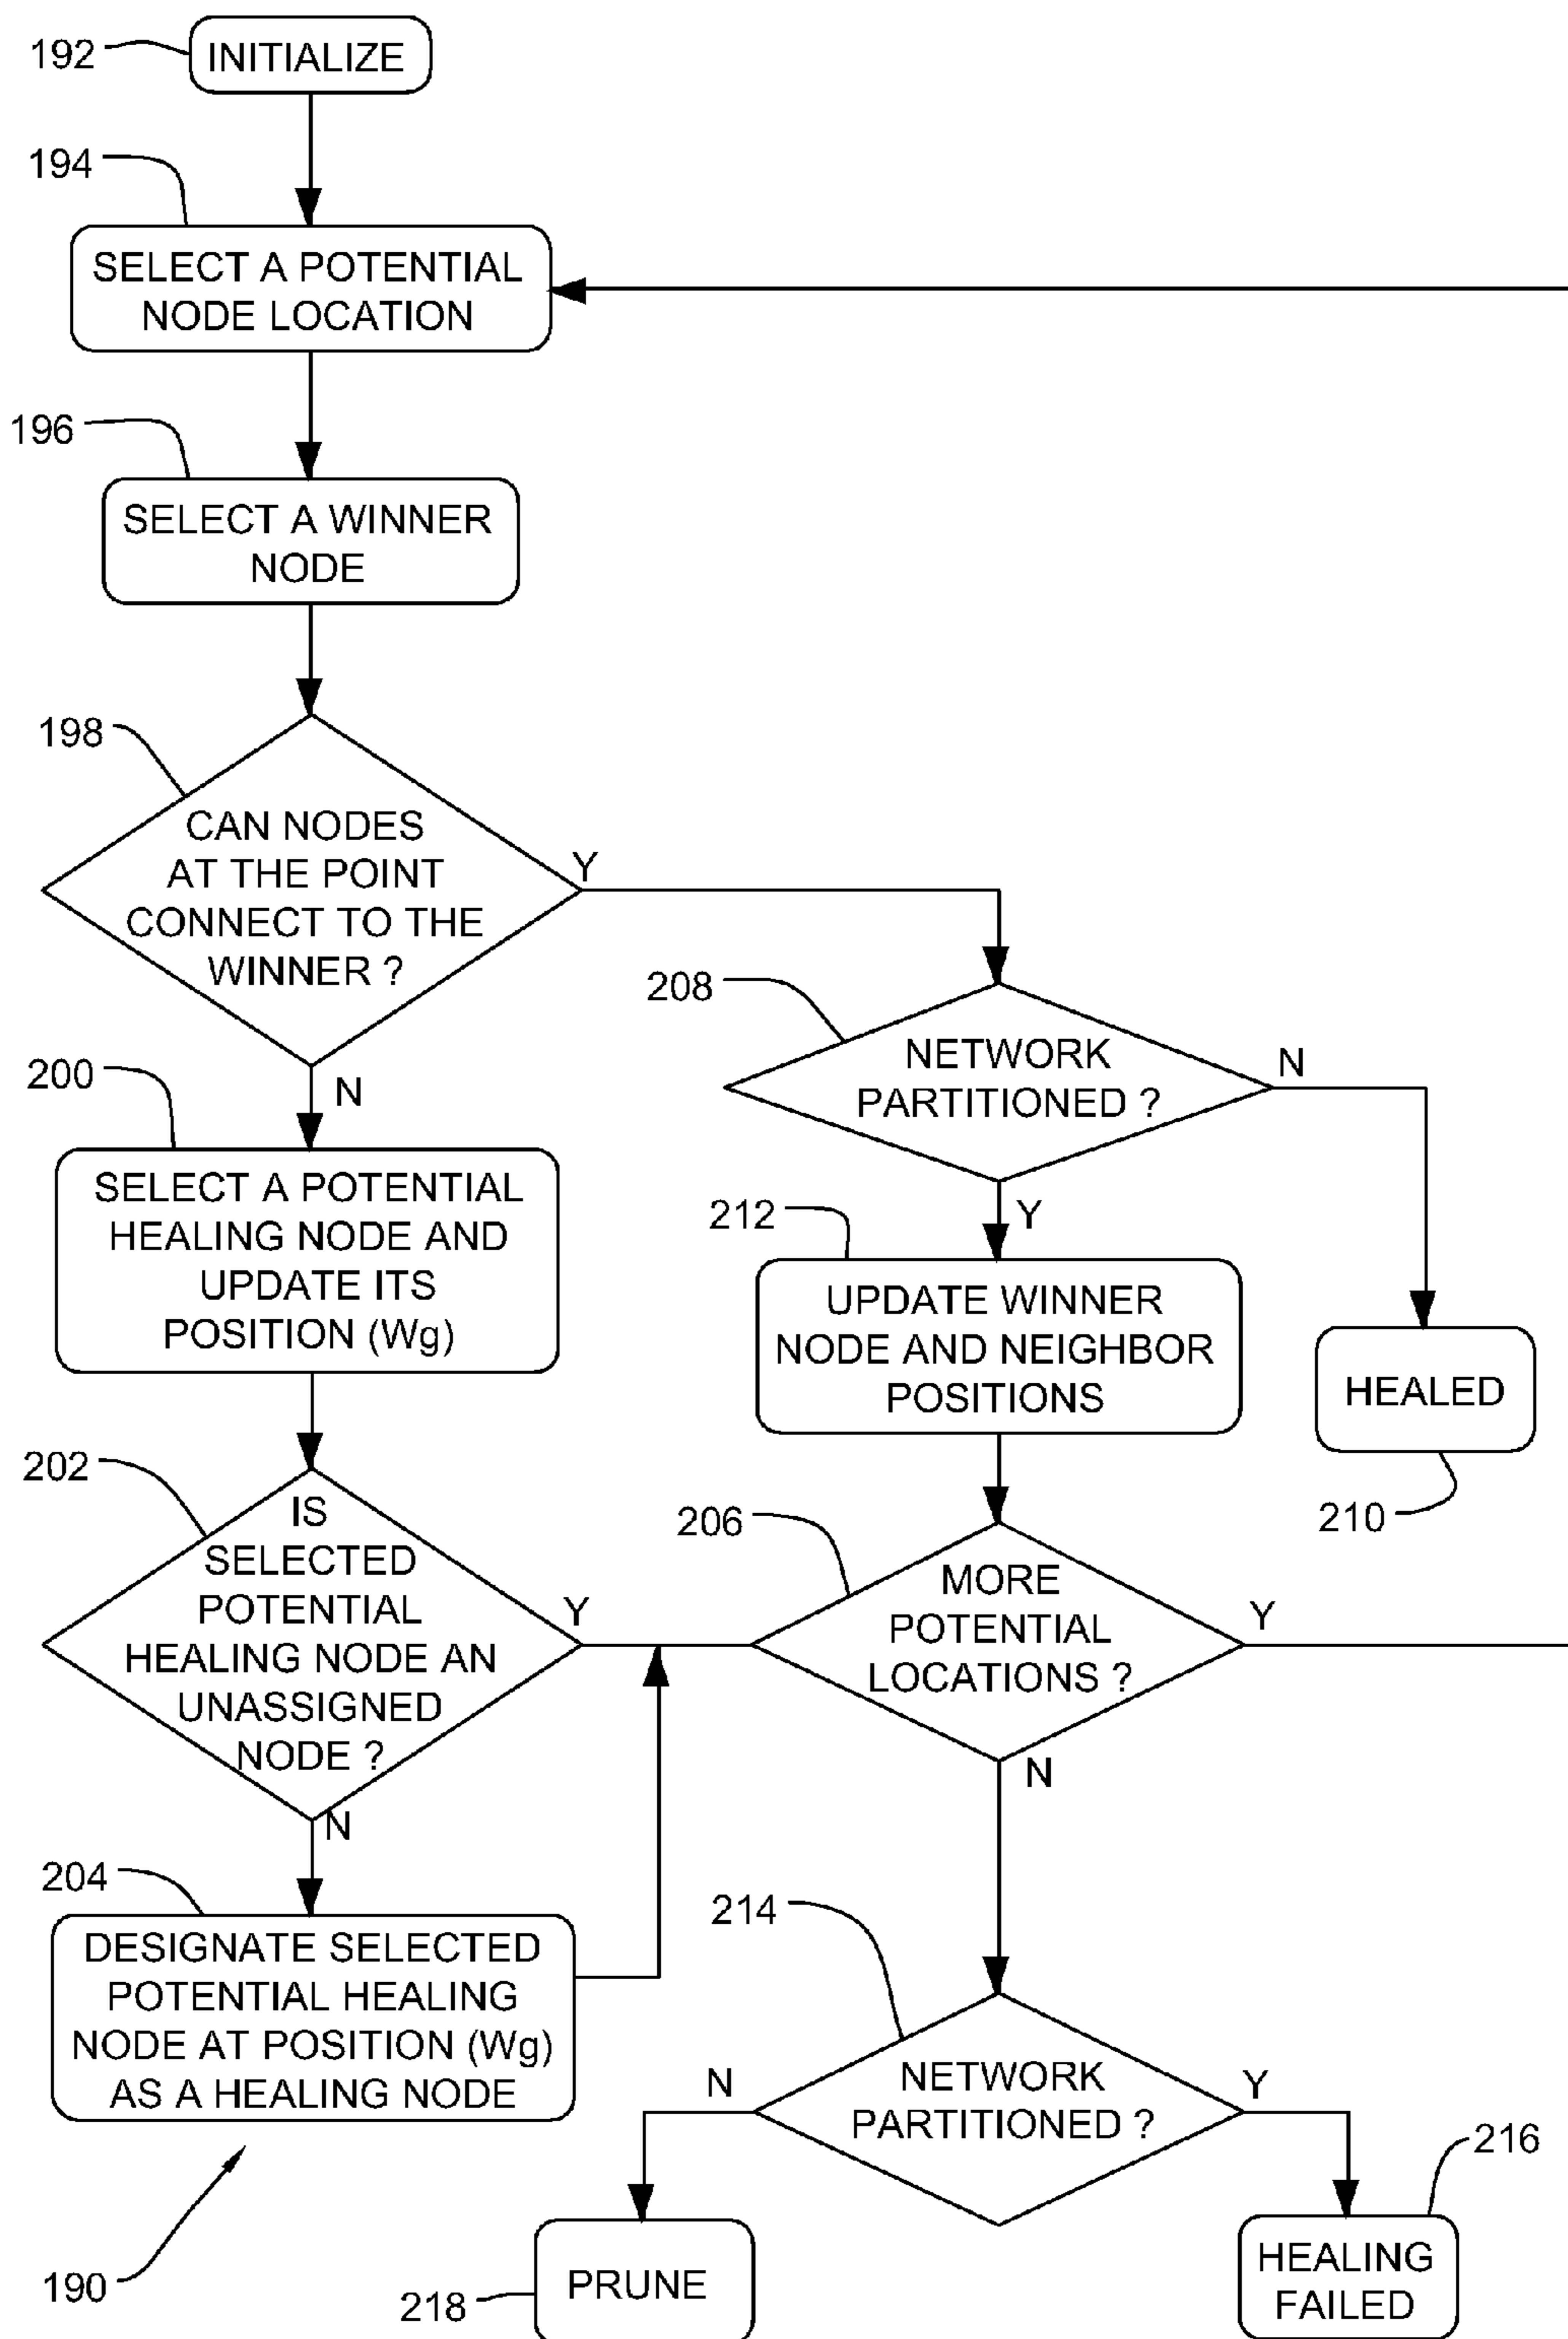 192
INITIALIZE
194
SELECT A POTENTIAL
NODE LOCATION
196
SELECT A WINNER
NODE
198
CAN NODES
AT THE POINT
CONNECT TO THE
WINNER ?
Y
N
200
SELECT A POTENTIAL
HEALING NODE AND
UPDATE ITS
POSITION (Wg)
202
IS
SELECTED
POTENTIAL
HEALING NODE AN
UNASSIGNED
NODE ?
Y
N
204
DESIGNATE SELECTED
POTENTIAL HEALING
NODE AT POSITION (Wg)
AS A HEALING NODE
190
208
NETWORK
PARTITIONED ?
N
Y
212
UPDATE WINNER
NODE AND NEIGHBOR
POSITIONS
HEALED
210
206
MORE
POTENTIAL
LOCATIONS ?
Y
N
214
NETWORK
PARTITIONED ?
N
Y
218
PRUNE
216
HEALING
FAILED